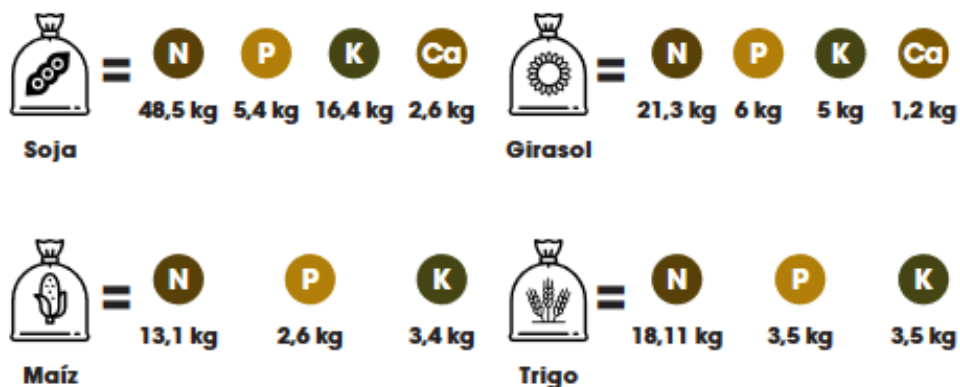 = N P K Ca
48,5 kg 5,4 kg 16,4 kg 2,6 kg
Soja
= N P K Ca
21,3 kg 6 kg 5 kg 1,2 kg
Girasol
= N P K
13,1 kg 2,6 kg 3,4 kg
Maíz
= N P K
18,11 kg 3,5 kg 3,5 kg
Trigo